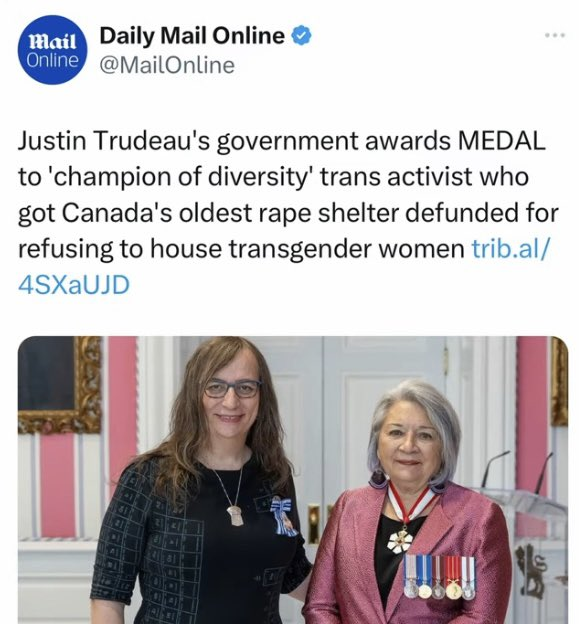 Mail
Online
Daily Mail Online
@MailOnline
Justin Trudeau's government awards MEDAL
to 'champion of diversity' trans activist who
got Canada's oldest rape shelter defunded for
refusing to house transgender women trib.al/
4SXaUJD